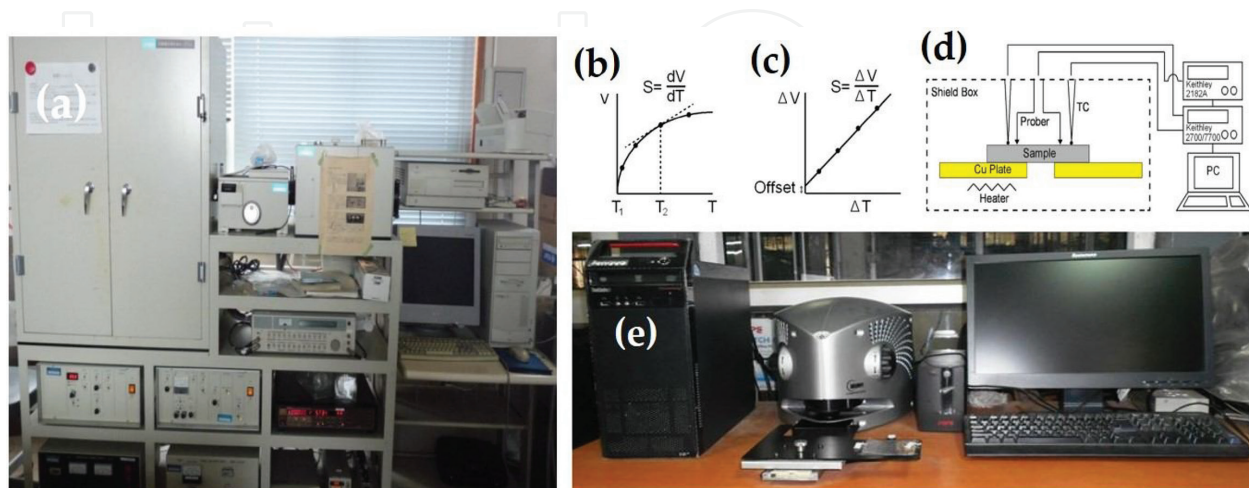 (a)
(b)
V
S= dV/dT
T₁ T₂ T
(c)
ΔV
S= ΔV/ΔT
Offset
ΔT
(d)
Shield Box
Prober
TC
Sample
Cu Plate
Heater
Keithley
2182A
Keithley
2700/7700
PC
(e)
lenovo